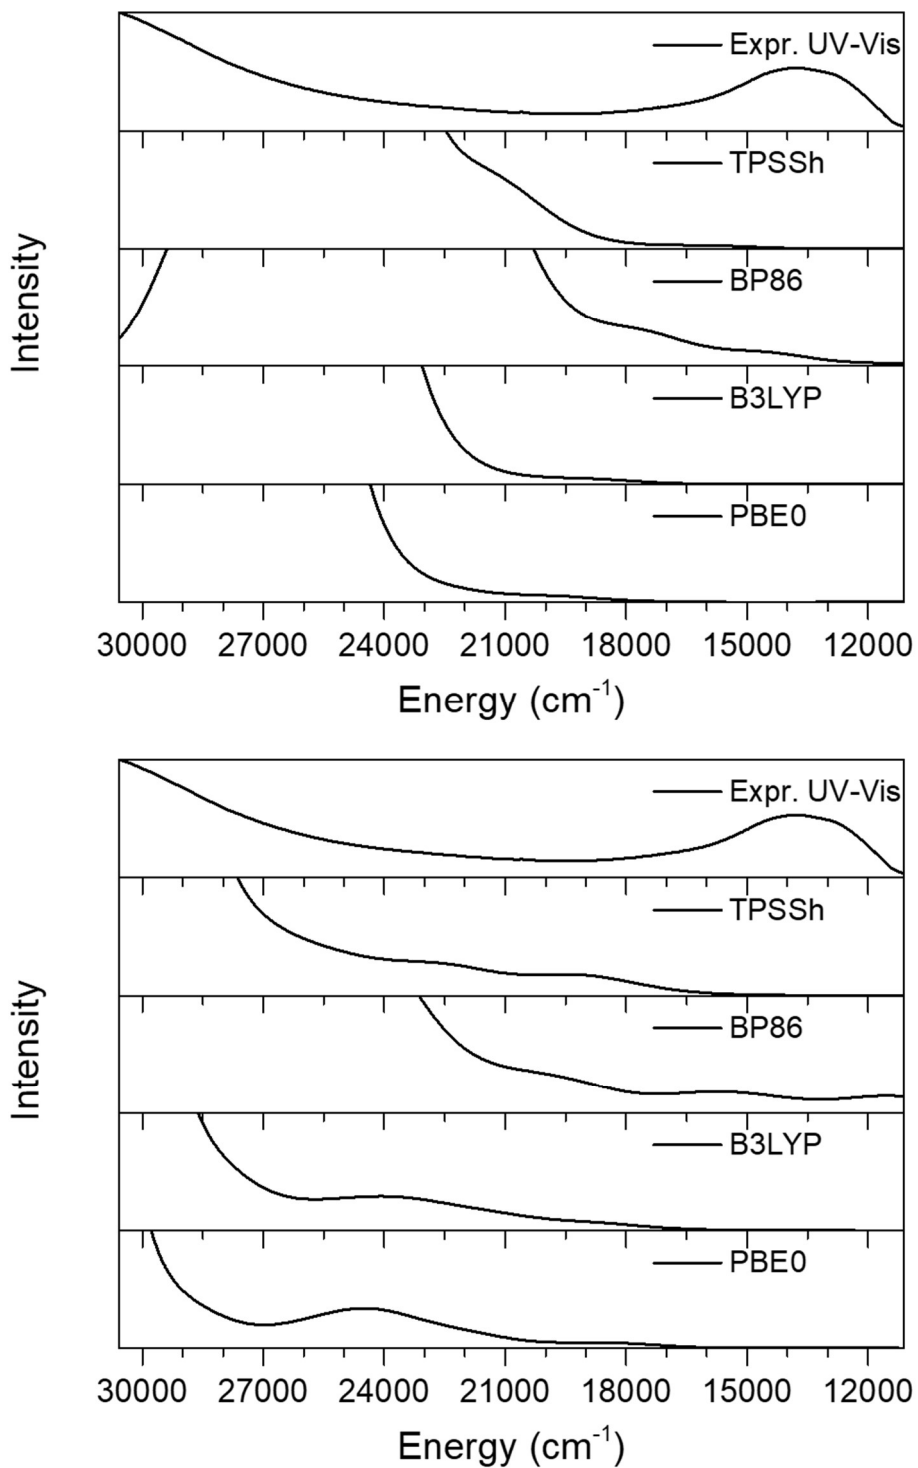 Expr. UV-Vis
TPSSh
BP86
B3LYP
PBE0
Intensity
30000 27000 24000 21000 18000 15000 12000
Energy (cm⁻¹)
Expr. UV-Vis
TPSSh
BP86
B3LYP
PBE0
Intensity
30000 27000 24000 21000 18000 15000 12000
Energy (cm⁻¹)